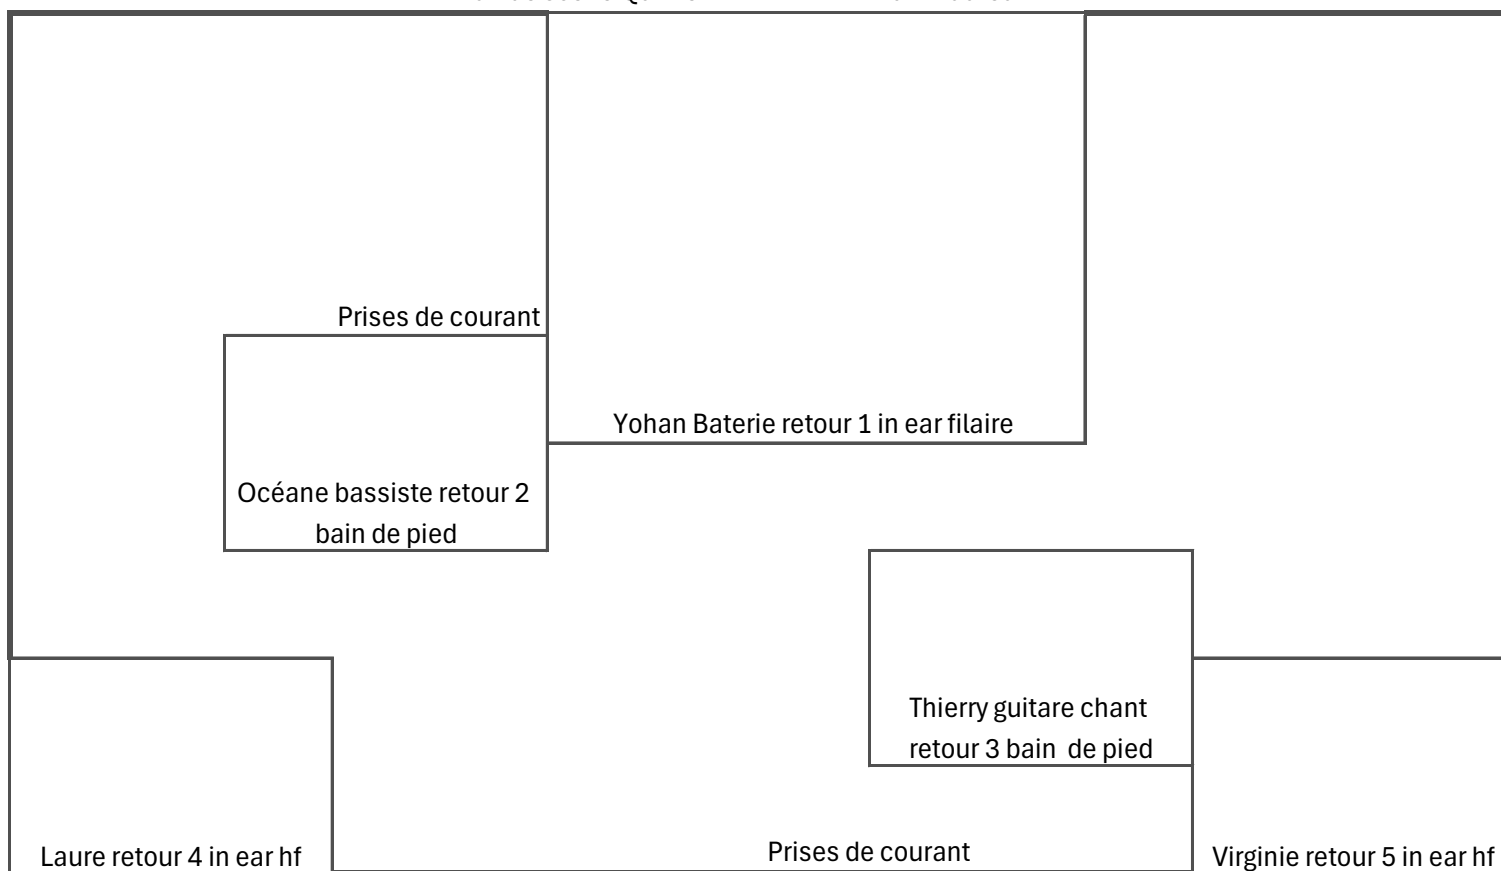 Prises de courant
Yohan Baterie retour 1 in ear filaire
Océane bassiste retour 2
bain de pied
Thierry guitare chant
retour 3 bain de pied
Prises de courant
Laure retour 4 in ear hf
Virginie retour 5 in ear hf